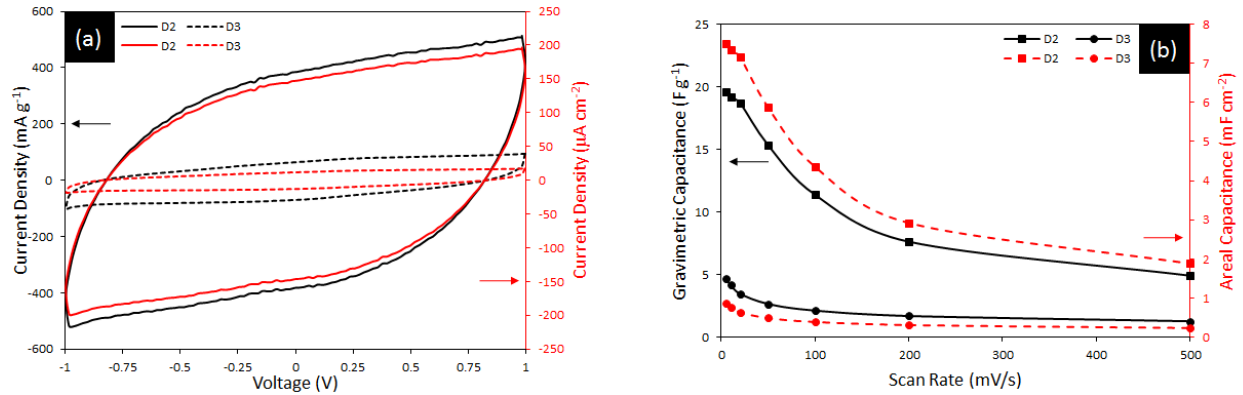 (a)
D2 D3
D2 D3
Current Density (mA g⁻¹)
600
400
200
0
-200
-400
-600
250
200
150
100
50
0
-50
-100
-150
-200
-250
Current Density (µA cm⁻²)
-1 -0.75 -0.5 -0.25 0 0.25 0.5 0.75 1
Voltage (V)
(b)
D2 D3
D2 D3
Gravimetric Capacitance (F g⁻¹)
25
20
15
10
5
0
8
7
6
5
4
3
2
1
0
Areal Capacitance (mF cm⁻²)
0 100 200 300 400 500
Scan Rate (mV/s)